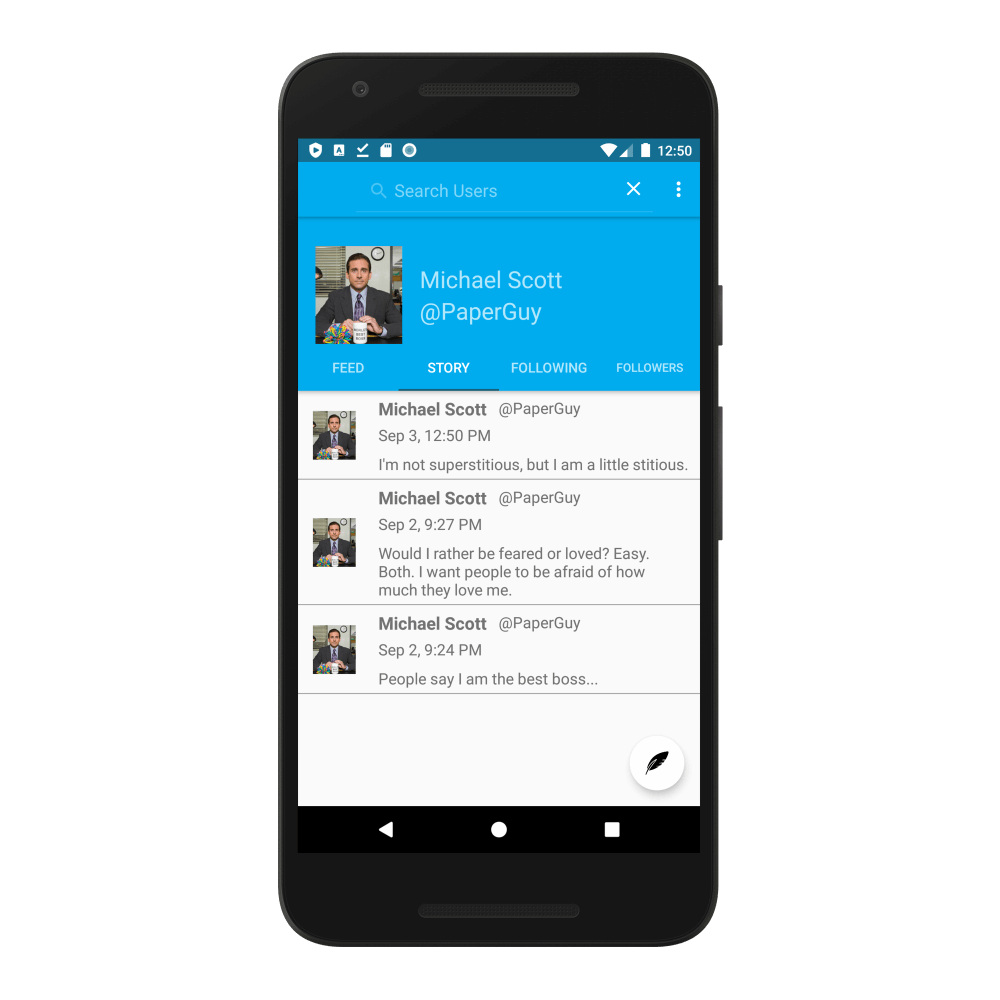 12:50
Search Users
Michael Scott
@PaperGuy
FEED STORY FOLLOWING FOLLOWERS
Michael Scott @PaperGuy
Sep 3, 12:50 PM
I'm not superstitious, but I am a little stitious.
Michael Scott @PaperGuy
Sep 2, 9:27 PM
Would I rather be feared or loved? Easy.
Both. I want people to be afraid of how
much they love me.
Michael Scott @PaperGuy
Sep 2, 9:24 PM
People say I am the best boss...